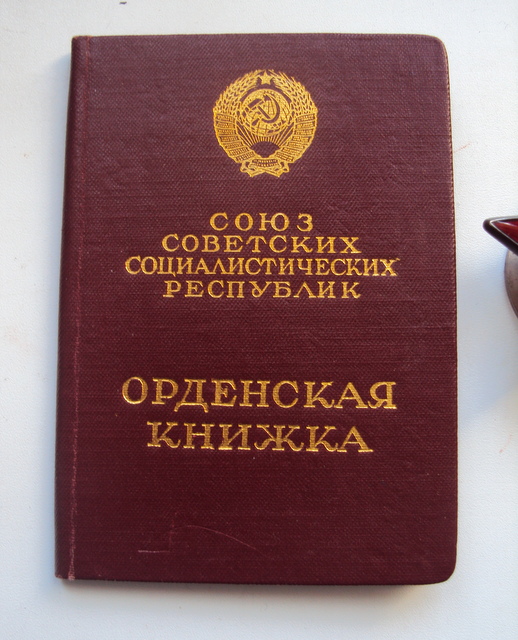 СОЮЗ
СОВЕТСКИХ
СОЦИАЛИСТИЧЕСКИХ
РЕСПУБЛИК
ОРДЕНСКАЯ
КНИЖКА